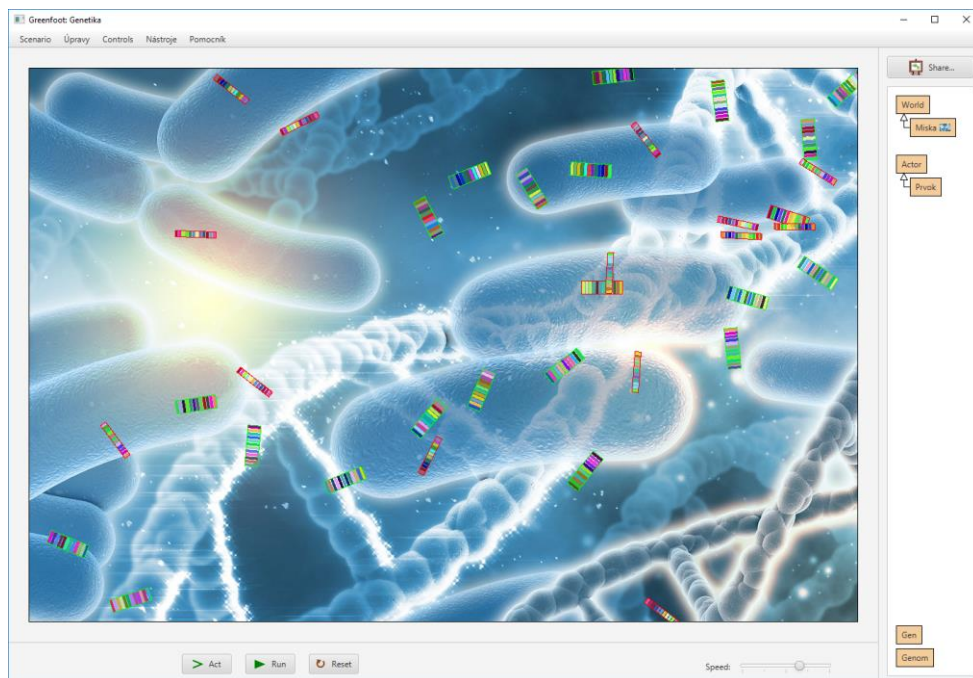 Greenfoot: Genetika
Scenario Úpravy Controls Nástroje Pomocník
Share...
World
Miska
Actor
Prvok
Gen
Genom
Act Run Reset Speed: